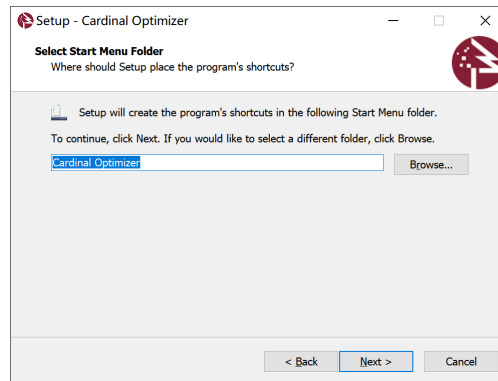 Setup - Cardinal Optimizer
Select Start Menu Folder
Where should Setup place the program's shortcuts?
Setup will create the program's shortcuts in the following Start Menu folder.
To continue, click Next. If you would like to select a different folder, click Browse.
Cardinal Optimizer
Browse...
< Back
Next >
Cancel